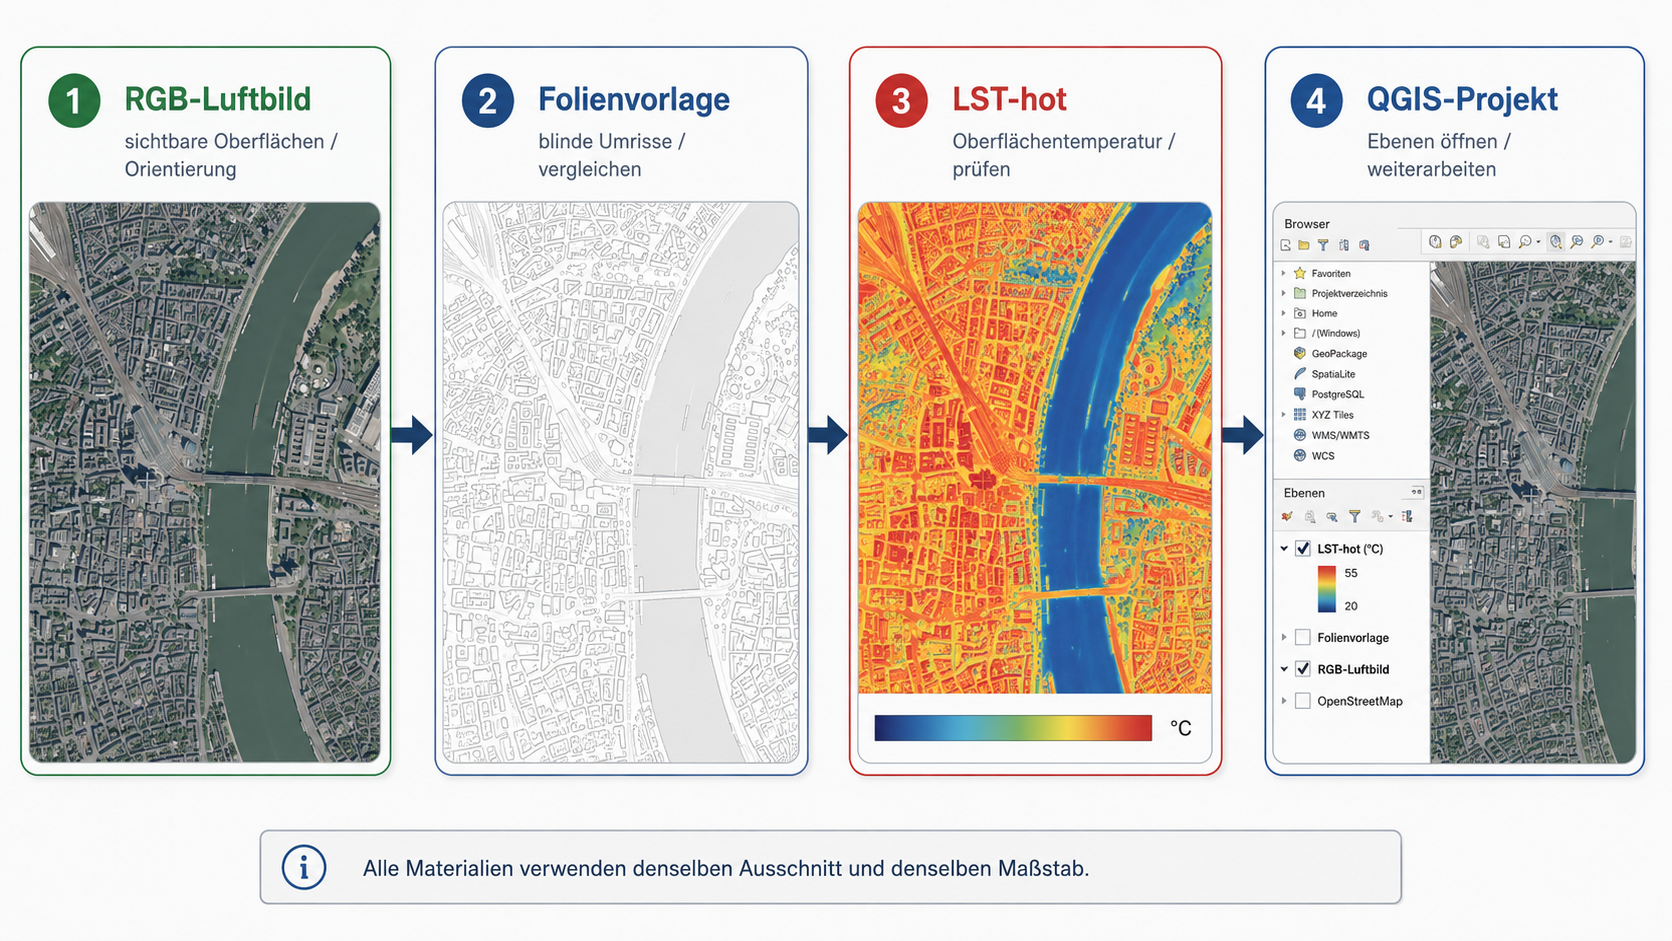 1
RGB-Luftbild
sichtbare Oberflächen /
Orientierung
2
Folienvorlage
blinde Umrisse /
vergleichen
3
LST-hot
Oberflächentemperatur /
prüfen
°C
4
QGIS-Projekt
Ebenen öffnen /
weiterarbeiten
Browser
Favoriten
Projektverzeichnis
Home
/ (Windows)
GeoPackage
SpatiaLite
PostgreSQL
XYZ Tiles
WMS/WMTS
WCS
Ebenen
LST-hot (°C)
55
20
Folienvorlage
RGB-Luftbild
OpenStreetMap
i
Alle Materialien verwenden denselben Ausschnitt und denselben Maßstab.